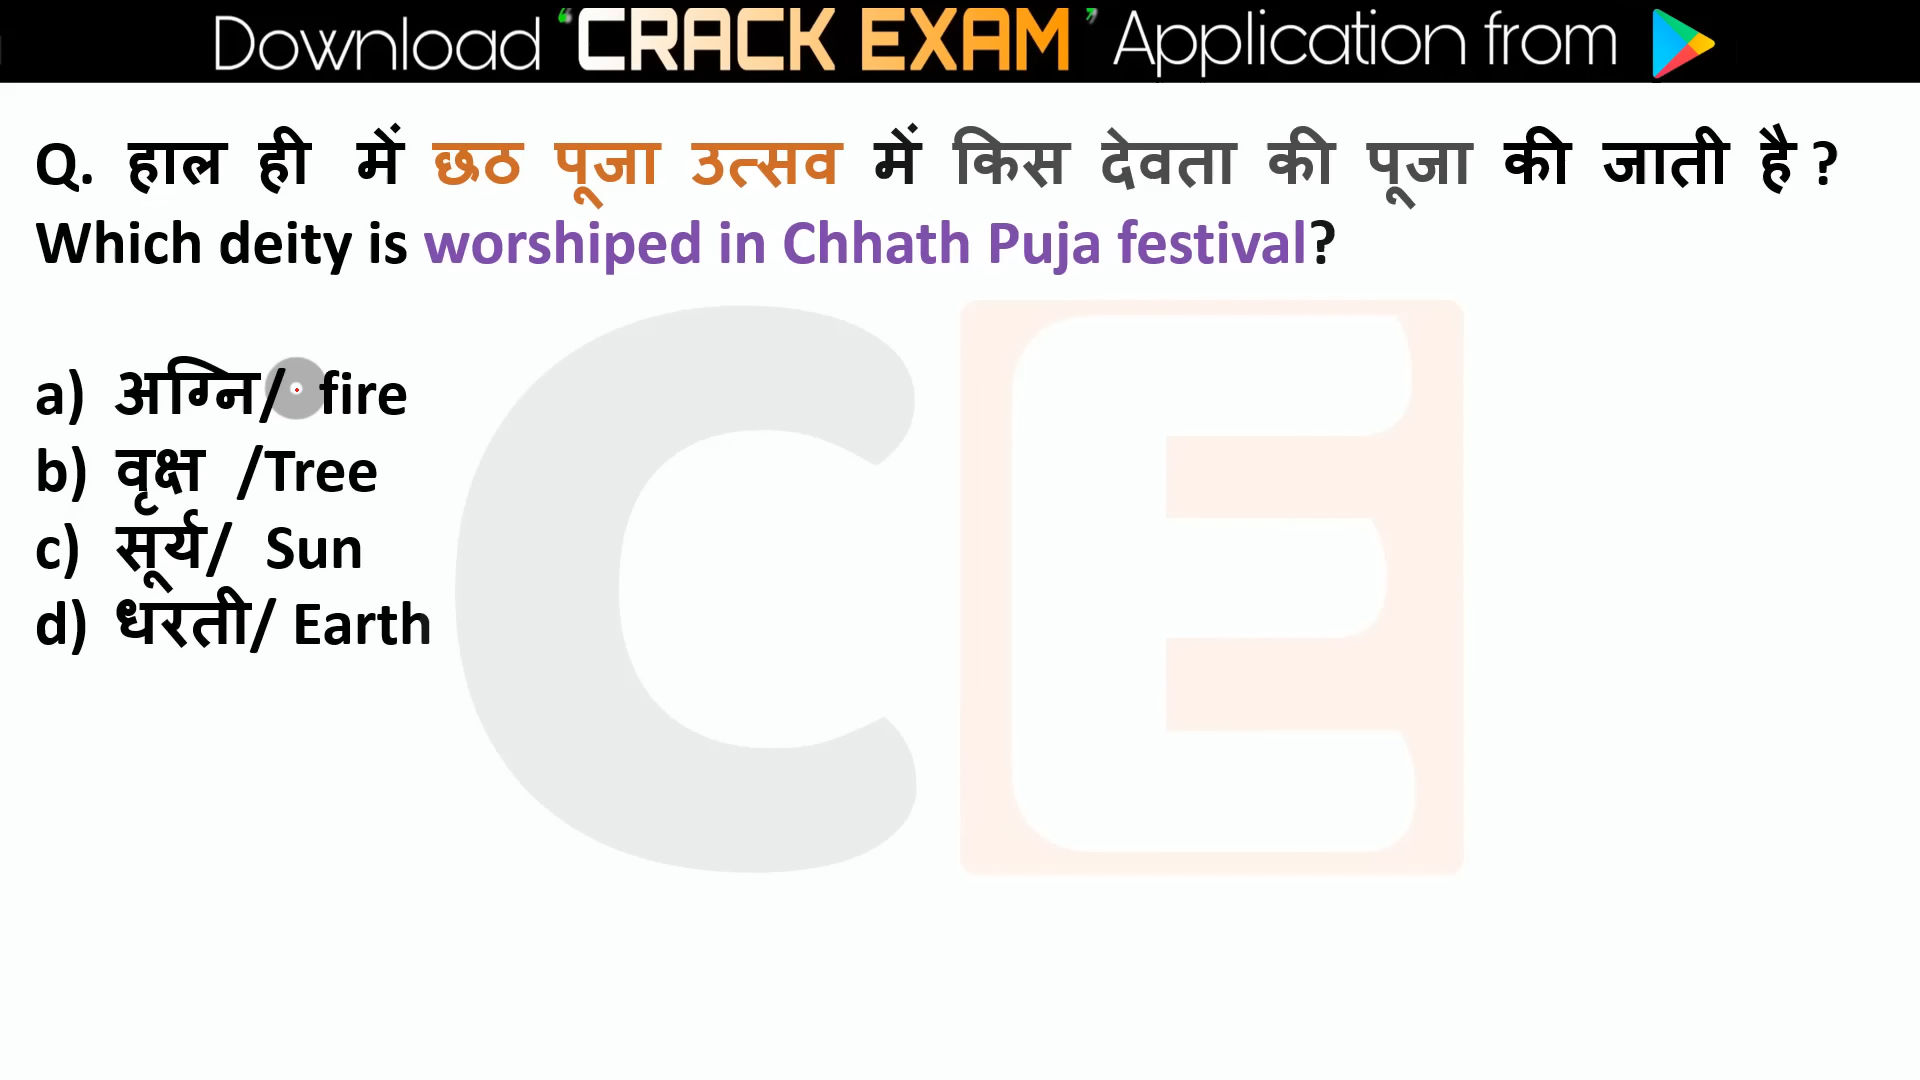 Download ‘CRACK EXAM’ Application from
Q. हाल ही में छठ पूजा उत्सव में किस देवता की पूजा की जाती है ?
Which deity is worshiped in Chhath Puja festival?
a) अग्नि/ fire
b) वृक्ष /Tree
c) सूर्य/ Sun
d) धरती/ Earth
CE